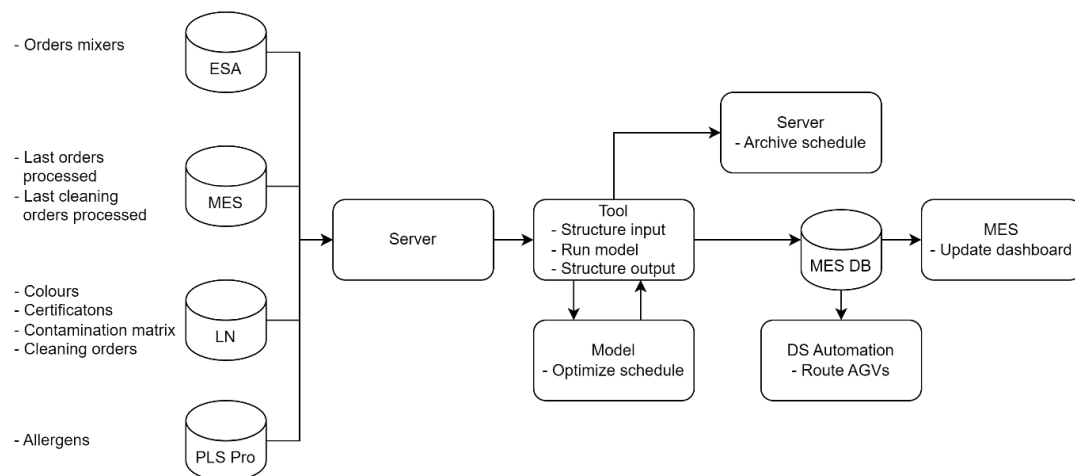 - Orders mixers
ESA
- Last orders
processed
- Last cleaning
orders processed
MES
- Colours
- Certificatons
- Contamination matrix
- Cleaning orders
LN
- Allergens
PLS Pro
Server
Tool
- Structure input
- Run model
- Structure output
Server
- Archive schedule
Model
- Optimize schedule
MES DB
MES
- Update dashboard
DS Automation
- Route AGVs